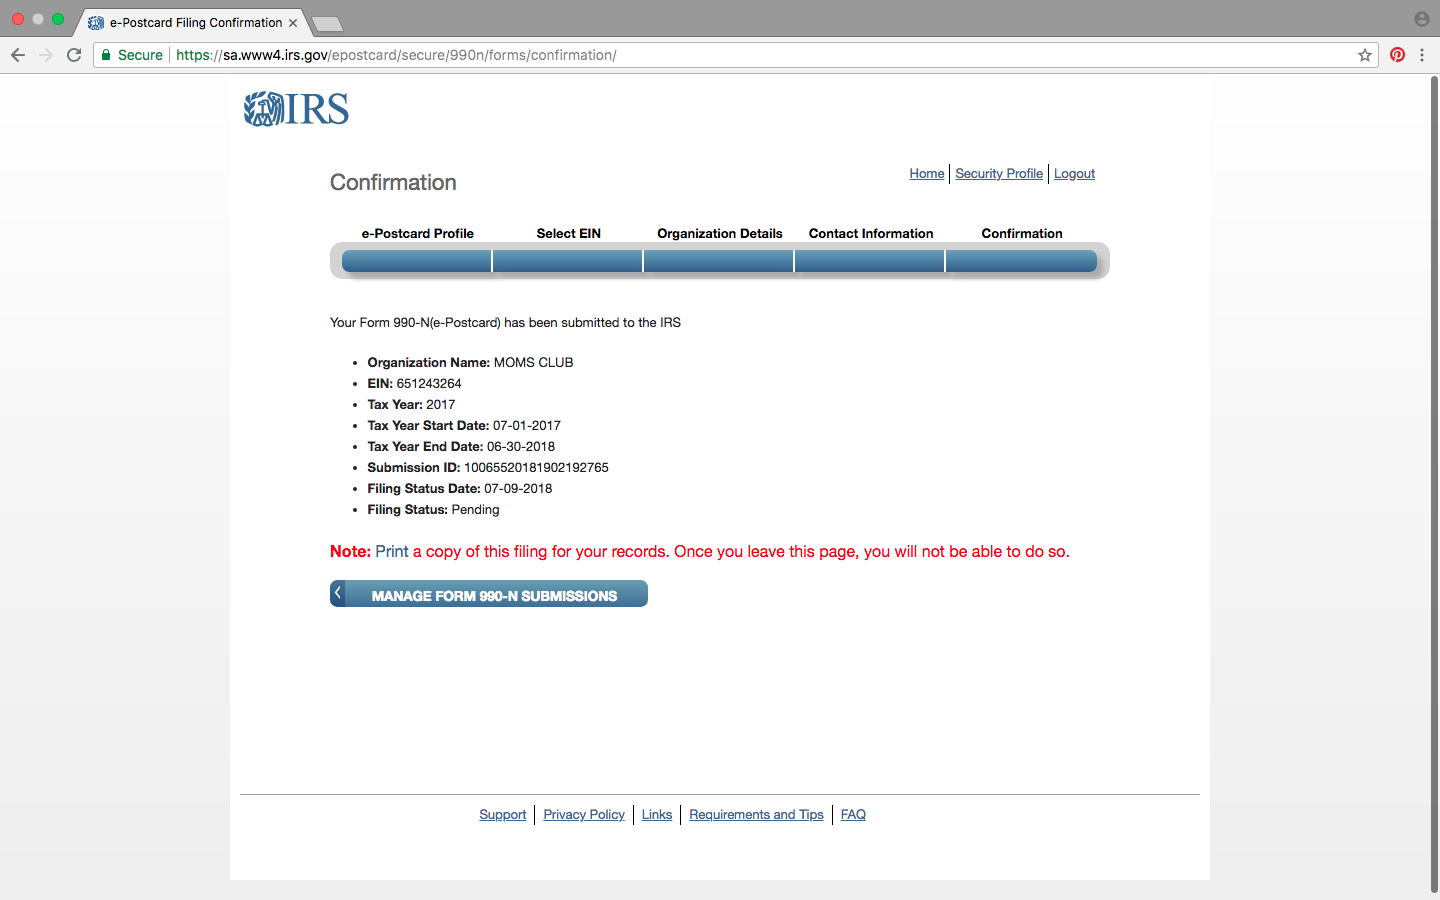 e-Postcard Filing Confirmation
Secure https://sa.www4.irs.gov/epostcard/secure/990n/forms/confirmation/
IRS
Home Security Profile Logout
Confirmation
e-Postcard Profile Select EIN Organization Details Contact Information Confirmation
Your Form 990-N(e-Postcard) has been submitted to the IRS
• Organization Name: MOMS CLUB
• EIN: 651243264
• Tax Year: 2017
• Tax Year Start Date: 07-01-2017
• Tax Year End Date: 06-30-2018
• Submission ID: 10065520181902192765
• Filing Status Date: 07-09-2018
• Filing Status: Pending
Note: Print a copy of this filing for your records. Once you leave this page, you will not be able to do so.
MANAGE FORM 990-N SUBMISSIONS
Support Privacy Policy Links Requirements and Tips FAQ